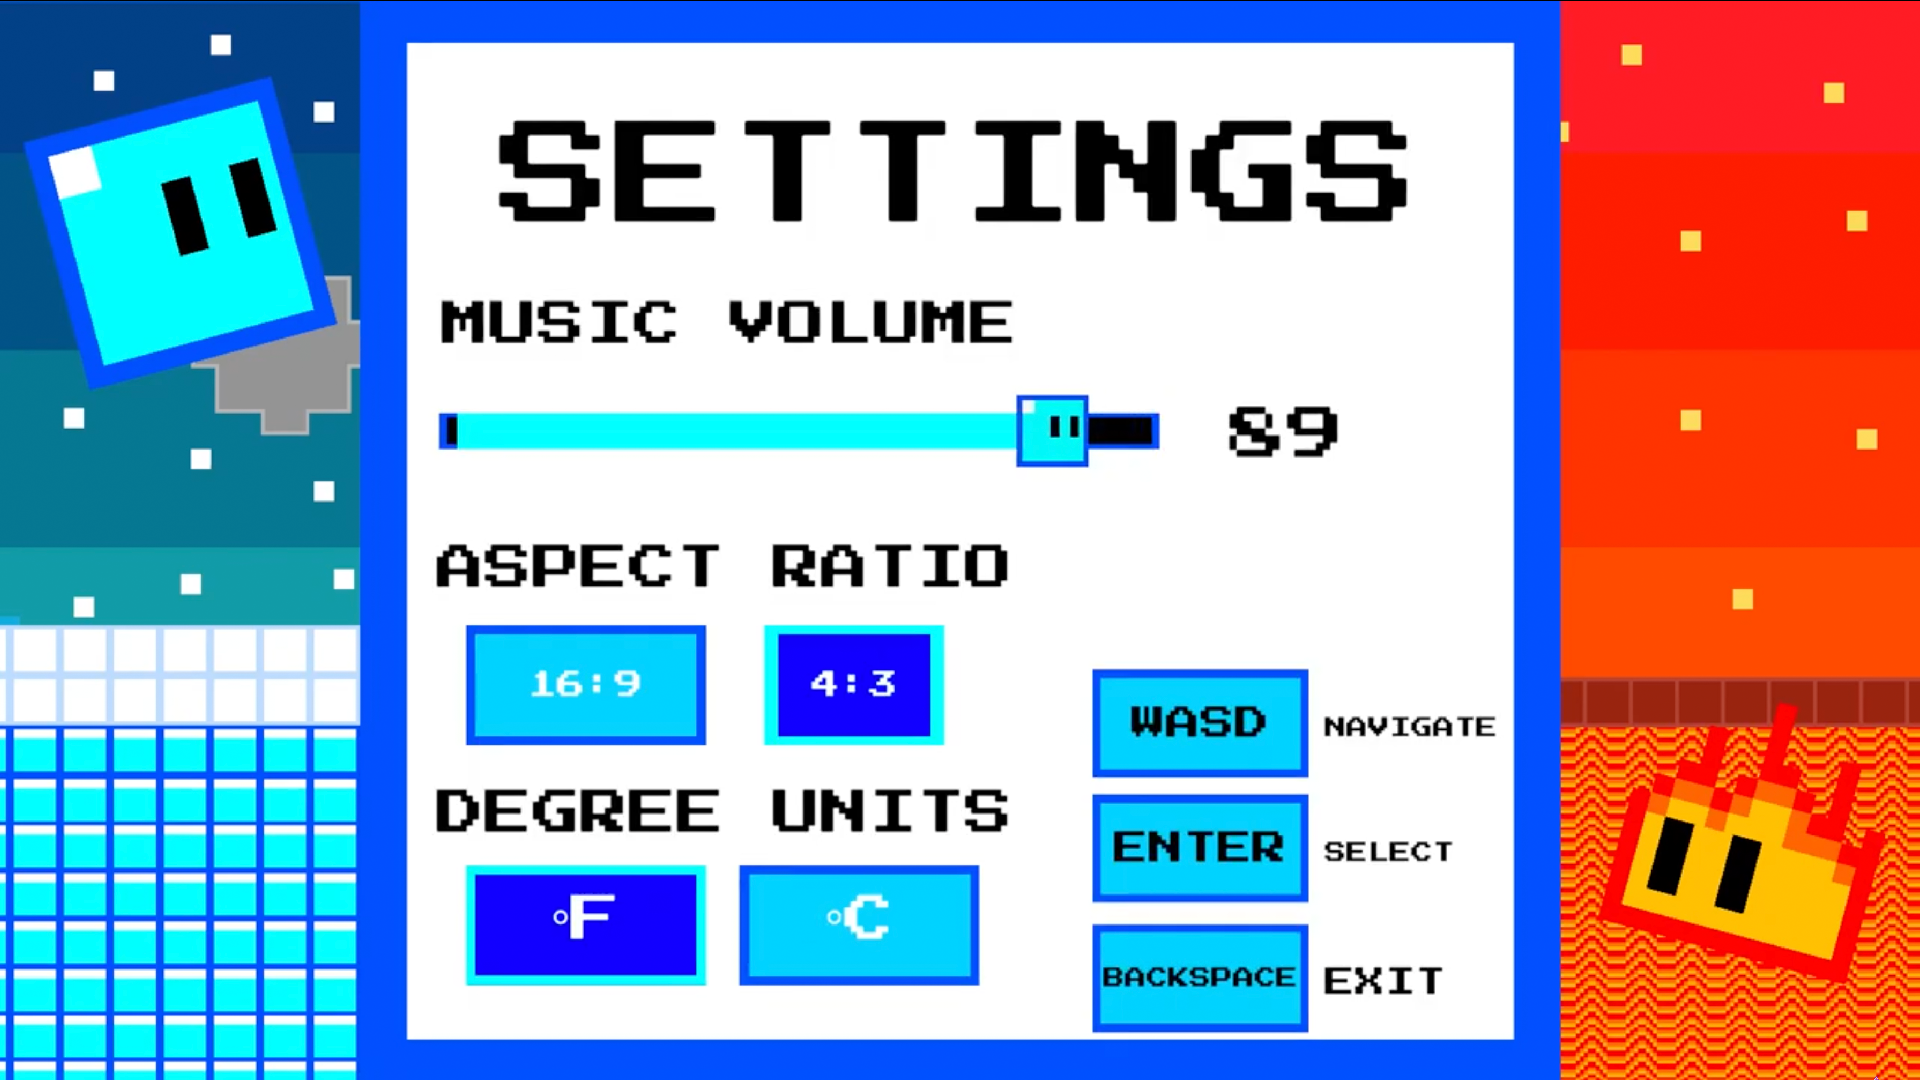 SETTINGS
MUSIC VOLUME
89
ASPECT RATIO
16:9 4:3
WASD NAVIGATE
DEGREE UNITS
ENTER SELECT
°F °C
BACKSPACE EXIT